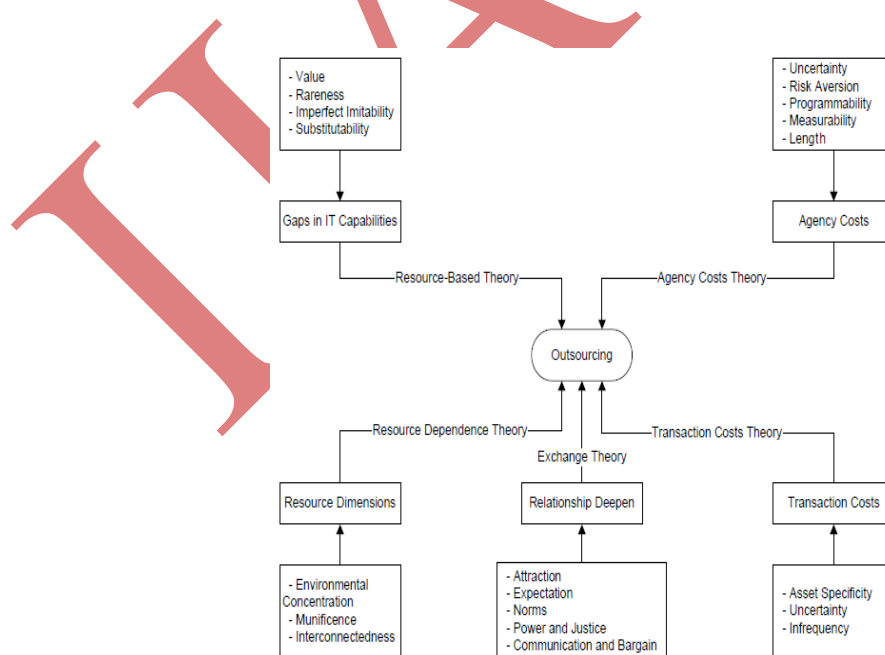 - Value
- Rareness
- Imperfect Imitability
- Substitutability
- Uncertainty
- Risk Aversion
- Programmability
- Measurability
- Length
Gaps in IT Capabilities
Agency Costs
Resource-Based Theory
Agency Costs Theory
Outsourcing
Resource Dependence Theory
Exchange Theory
Transaction Costs Theory
Resource Dimensions
Relationship Deepen
Transaction Costs
- Environmental
Concentration
- Munificence
- Interconnectedness
- Attraction
- Expectation
- Norms
- Power and Justice
- Communication and Bargain
- Asset Specificity
- Uncertainty
- Infrequency